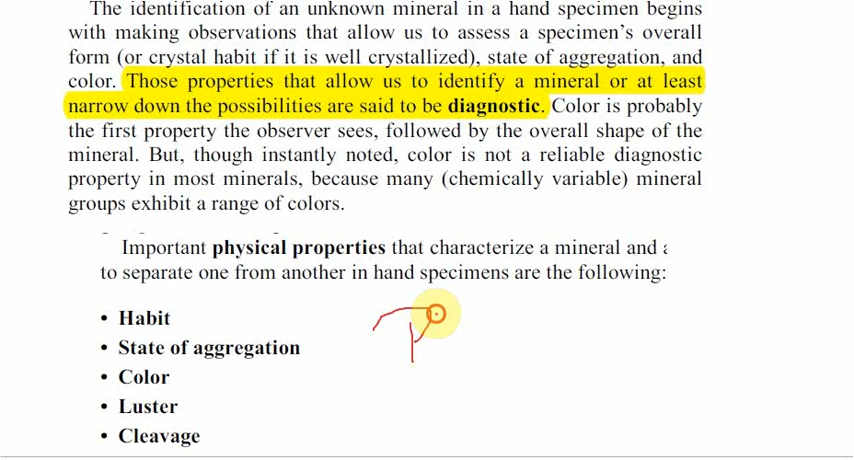 The identification of an unknown mineral in a hand specimen begins
with making observations that allow us to assess a specimen's overall
form (or crystal habit if it is well crystallized), state of aggregation, and
color. Those properties that allow us to identify a mineral or at least
narrow down the possibilities are said to be diagnostic. Color is probably
the first property the observer sees, followed by the overall shape of the
mineral. But, though instantly noted, color is not a reliable diagnostic
property in most minerals, because many (chemically variable) mineral
groups exhibit a range of colors.
Important physical properties that characterize a mineral and
to separate one from another in hand specimens are the following:
• Habit
• State of aggregation
• Color
• Luster
• Cleavage